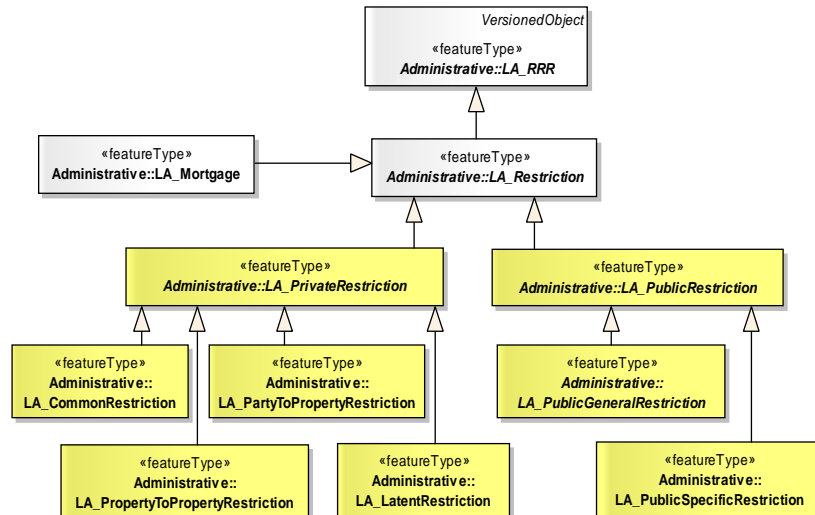 VersionedObject
«featureType»
Administrative::LA_RRR
«featureType»
Administrative::LA_Mortgage
«featureType»
Administrative::LA_Restriction
«featureType»
Administrative::LA_PrivateRestriction
«featureType»
Administrative::LA_PublicRestriction
«featureType»
Administrative::
LA_CommonRestriction
«featureType»
Administrative::
LA_PartyToPropertyRestriction
«featureType»
Administrative::
LA_PublicGeneralRestriction
«featureType»
Administrative::
LA_PropertyToPropertyRestriction
«featureType»
Administrative::
LA_LatentRestriction
«featureType»
Administrative::
LA_PublicSpecificRestriction